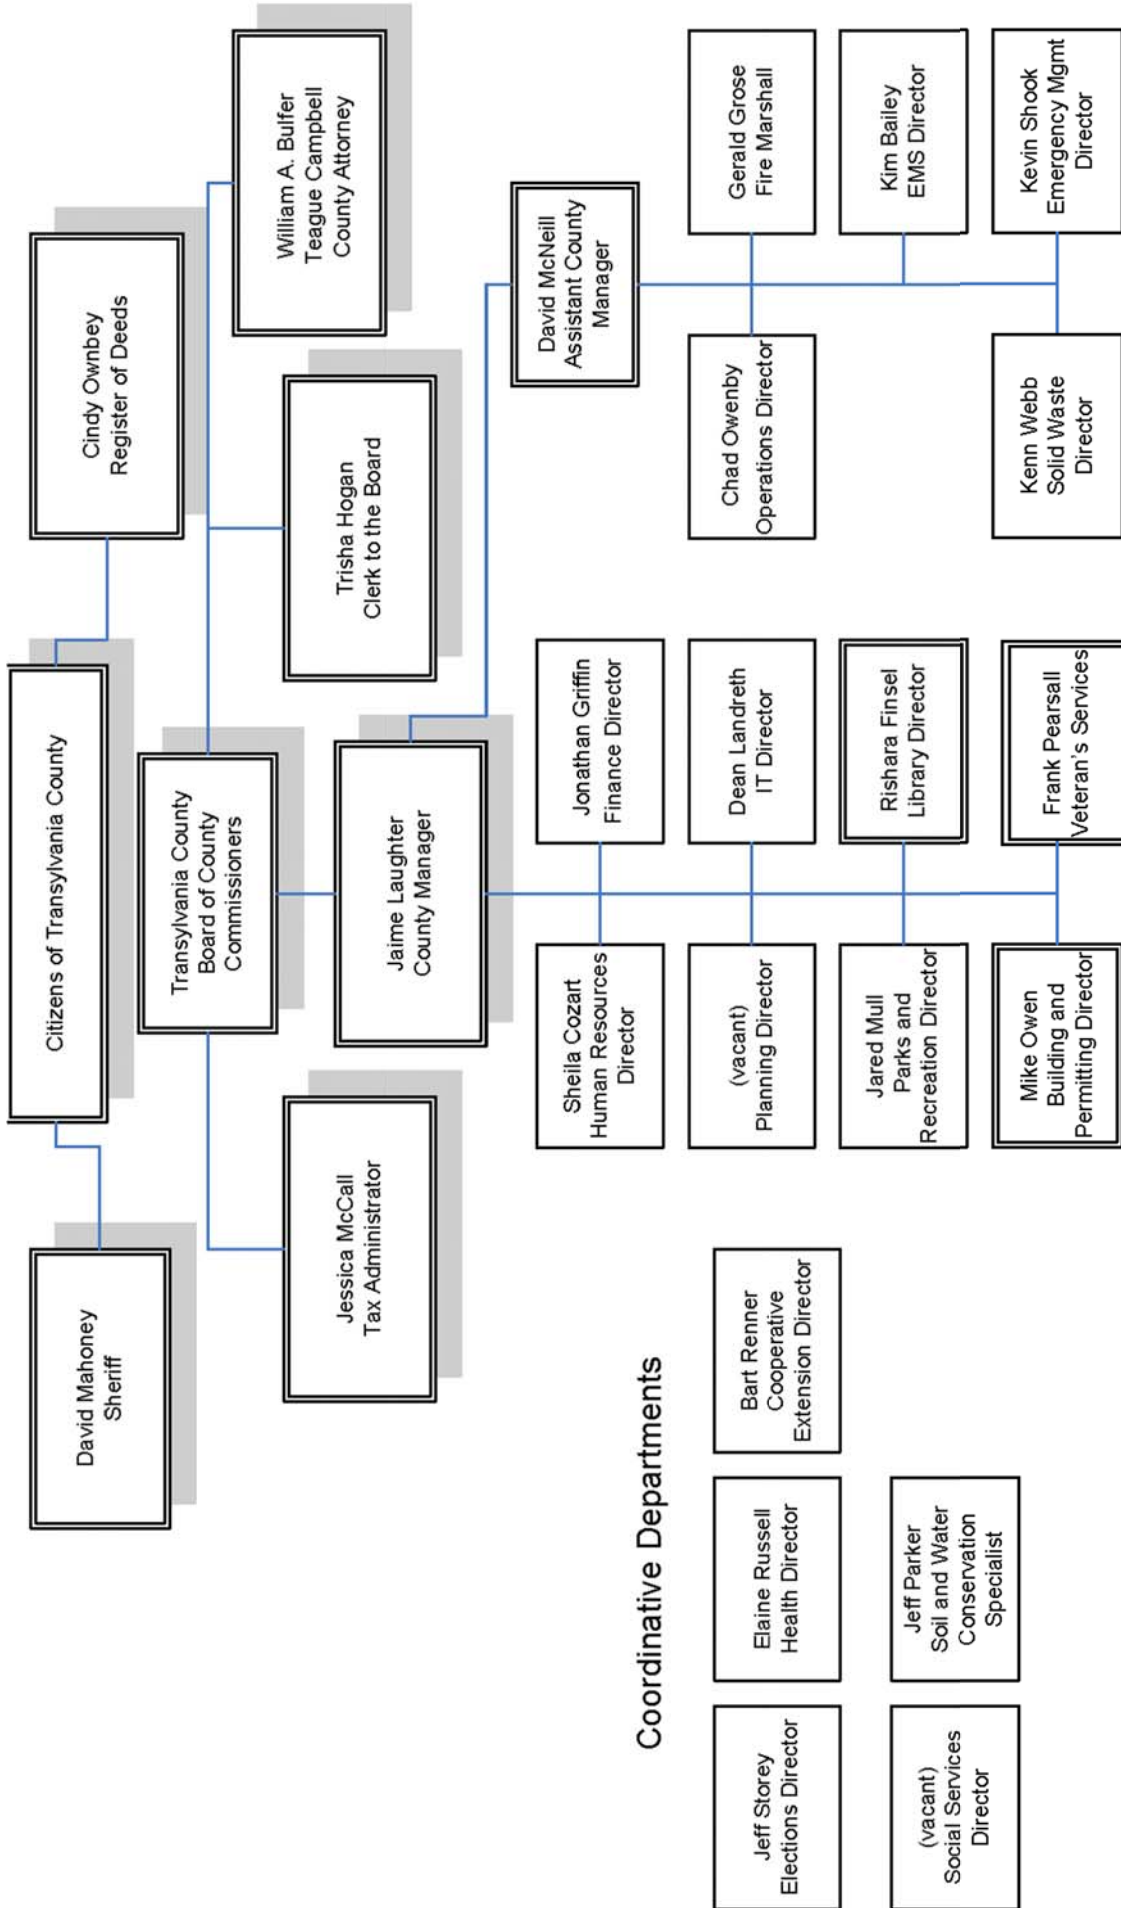 Citizens of Transylvania County
David Mahoney
Sheriff
Cindy Ownbey
Register of Deeds
Transylvania County
Board of County
Commissioners
Jessica McCall
Tax Administrator
Jaime Laughter
County Manager
Trisha Hogan
Clerk to the Board
William A. Bulfer
Teague Campbell
County Attorney
David McNeill
Assistant County
Manager
Sheila Cozart
Human Resources
Director
Jonathan Griffin
Finance Director
(vacant)
Planning Director
Dean Landreth
IT Director
Jared Mull
Parks and
Recreation Director
Rishara Finsel
Library Director
Mike Owen
Building and
Permitting Director
Frank Pearsall
Veteran's Services
Chad Owenby
Operations Director
Gerald Grose
Fire Marshall
Kim Bailey
EMS Director
Kenn Webb
Solid Waste
Director
Kevin Shook
Emergency Mgmt
Director
Coordinative Departments
Jeff Storey
Elections Director
Elaine Russell
Health Director
Bart Renner
Cooperative
Extension Director
(vacant)
Social Services
Director
Jeff Parker
Soil and Water
Conservation
Specialist